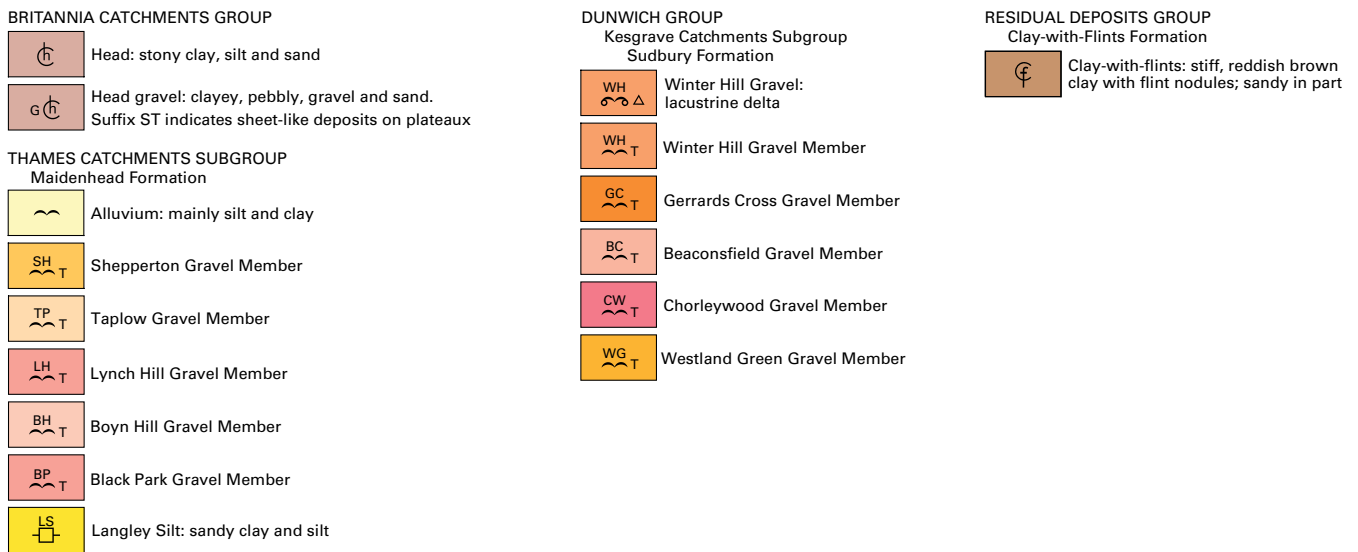 BRITANNIA CATCHMENTS GROUP
h Head: stony clay, silt and sand
G h Head gravel: clayey, pebbly, gravel and sand.
Suffix ST indicates sheet-like deposits on plateaux
THAMES CATCHMENTS SUBGROUP
Maidenhead Formation
Alluvium: mainly silt and clay
SH T Shepperton Gravel Member
TP T Taplow Gravel Member
LH T Lynch Hill Gravel Member
BH T Boyn Hill Gravel Member
BP T Black Park Gravel Member
LS Langley Silt: sandy clay and silt
DUNWICH GROUP
Kesgrave Catchments Subgroup
Sudbury Formation
WH Winter Hill Gravel:
lacustrine delta
WH T Winter Hill Gravel Member
GC T Gerrards Cross Gravel Member
BC T Beaconsfield Gravel Member
CW T Chorleywood Gravel Member
WG T Westland Green Gravel Member
RESIDUAL DEPOSITS GROUP
Clay-with-Flints Formation
f Clay-with-flints: stiff, reddish brown
clay with flint nodules; sandy in part